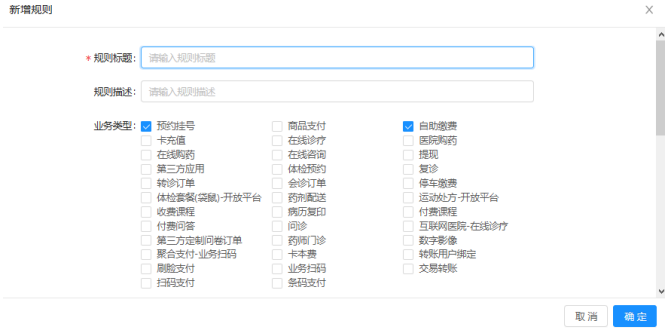 新增规则
* 规则标题: 请输入规则标题
规则描述: 请输入规则描述
业务类型: 预约挂号 商品支付 自助缴费
卡充值 在线诊疗 医院购药
在线购药 在线咨询 提现
第三方应用 体检预约 复诊
转诊订单 会诊订单 停车缴费
体检套餐(袋鼠)-开放平台 药剂配送 运动处方-开放平台
收费课程 病历复印 付费课程
付费问答 问诊 互联网医院-在线诊疗
第三方定制问卷订单 药师门诊 数字影像
聚合支付-业务扫码 卡本费 转账用户绑定
刷脸支付 业务扫码 交易转账
扫码支付 条码支付
取消 确定